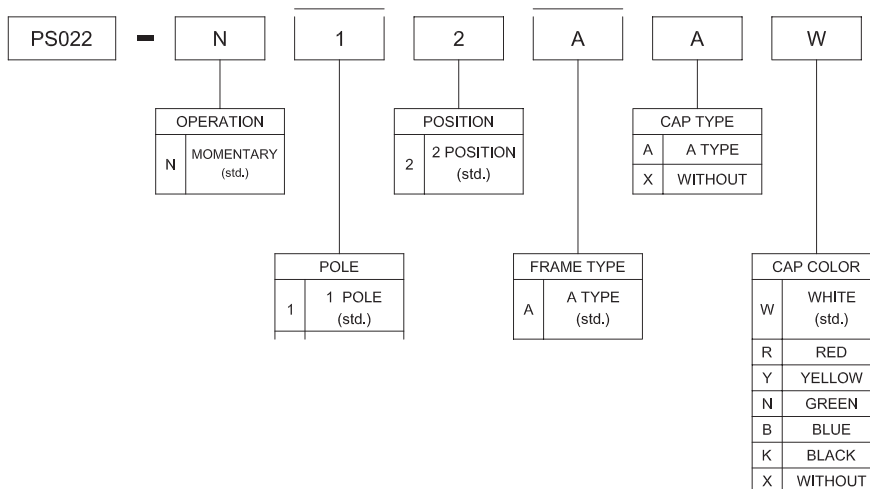 PS022 - N 1 2 A A W
OPERATION
N MOMENTARY
(std.)
POSITION
2 2 POSITION
(std.)
CAP TYPE
A A TYPE
X WITHOUT
POLE
1 1 POLE
(std.)
FRAME TYPE
A A TYPE
(std.)
CAP COLOR
W WHITE
(std.)
R RED
Y YELLOW
N GREEN
B BLUE
K BLACK
X WITHOUT